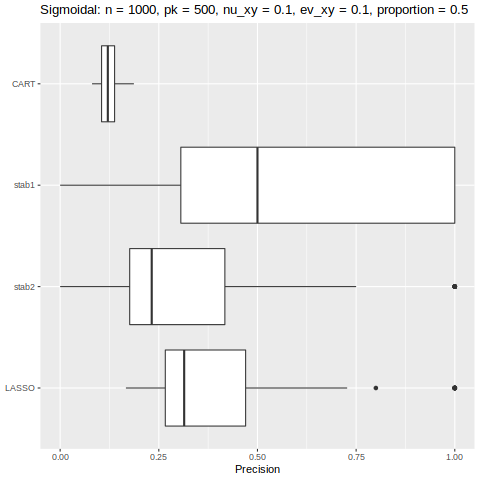 Sigmoidal: n = 1000, pk = 500, nu_xy = 0.1, ev_xy = 0.1, proportion = 0.5
CART
stab1
stab2
LASSO
0.00 0.25 0.50 0.75 1.00
Precision